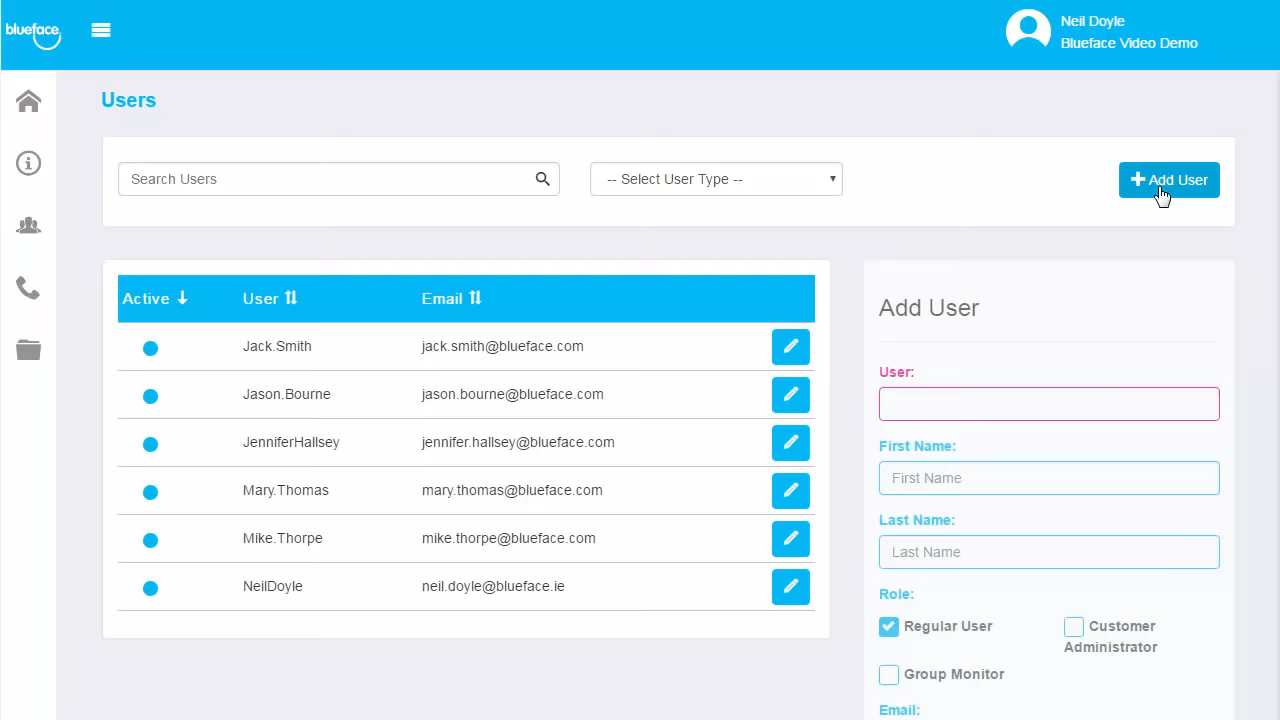 blueface
Neil Doyle
Blueface Video Demo
Users
Search Users
-- Select User Type --
Add User
Active User Email
Jack.Smith jack.smith@blueface.com
Jason.Bourne jason.bourne@blueface.com
JenniferHallsey jennifer.hallsey@blueface.com
Mary.Thomas mary.thomas@blueface.com
Mike.Thorpe mike.thorpe@blueface.com
NeilDoyle neil.doyle@blueface.ie
Add User
User:
First Name:
First Name
Last Name:
Last Name
Role:
Regular User
Customer
Administrator
Group Monitor
Email: